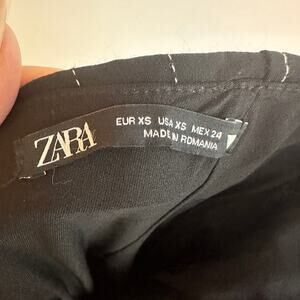 ZARA
EUR XS USA XS MEX 24
MADE IN ROMANIA